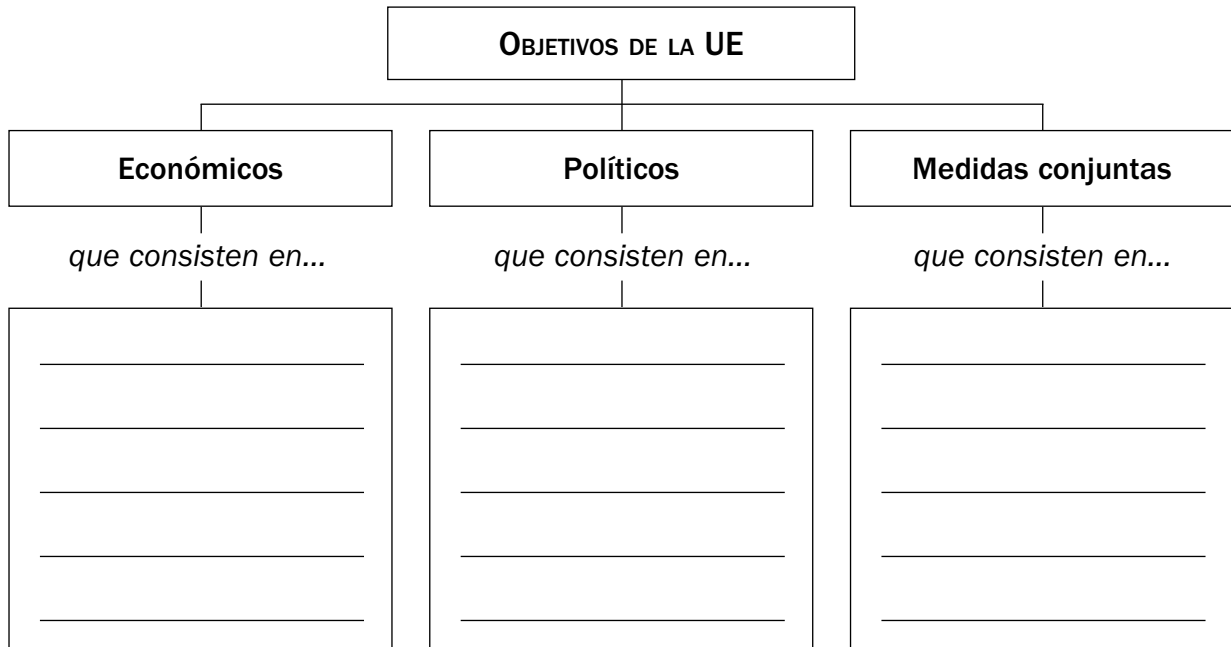 OBJETIVOS DE LA UE
Económicos
Políticos
Medidas conjuntas
que consisten en...
que consisten en...
que consisten en...